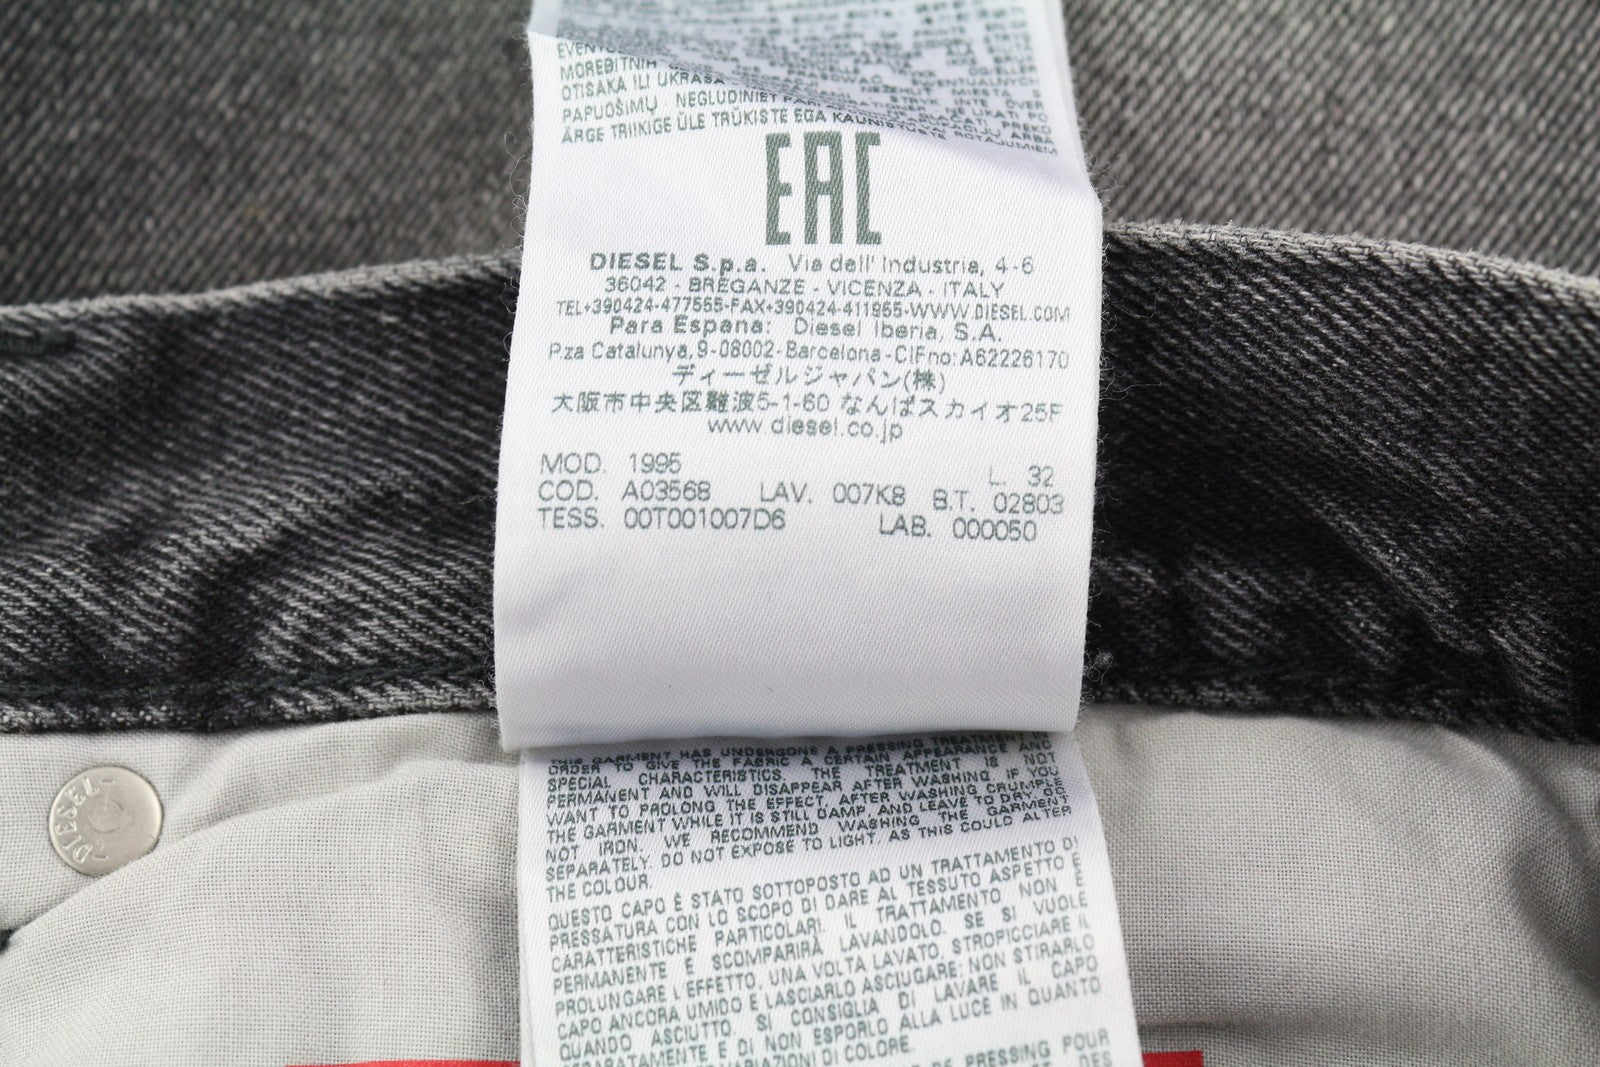 MOREBITNIH
OTISAKA ILI UKRASA
PAPUOŠIMŲ. NEGLUDINIET
ÄRGE TRIIKIGE ÜLE TRÜKISTE EGA KAUNISTUSTE
EAC
DIESEL S.p.a. Via dell' Industria, 4-6
36042 - BREGANZE - VICENZA - ITALY
TEL+390424-477555-FAX+390424-411955-WWW.DIESEL.COM
Para Espana: Diesel Iberia, S.A.
P.za Catalunya,9-08002-Barcelona-CIFno:A62226170
ディーゼルジャパン(株)
大阪市中央区難波5-1-60 なんばスカイオ25F
www.diesel.co.jp
MOD. 1995 L. 32
COD. A03568 LAV. 007K8 B.T. 02803
TESS. 00T001007D6 LAB. 000050
THIS GARMENT HAS UNDERGONE A PRESSING TREATMENT
ORDER TO GIVE THE FABRIC A CERTAIN APPEARANCE AND
SPECIAL CHARACTERISTICS. THE TREATMENT IS NOT
PERMANENT AND WILL DISAPPEAR AFTER WASHING. IF YOU
WANT TO PROLONG THE EFFECT, AFTER WASHING CRUMPLE
THE GARMENT WHILE IT IS STILL DAMP, AND LEAVE TO DRY. DO
NOT IRON. WE RECOMMEND WASHING THE GARMENT
SEPARATELY. DO NOT EXPOSE TO LIGHT, AS THIS COULD ALTER
THE COLOUR.
QUESTO CAPO È STATO SOTTOPOSTO AD UN TRATTAMENTO DI
PRESSATURA CON LO SCOPO DI DARE AL TESSUTO ASPETTO E
CARATTERISTICHE PARTICOLARI. IL TRATTAMENTO NON È
PERMANENTE E SCOMPARIRÀ LAVANDOLO. SE SI VUOLE
PROLUNGARE L'EFFETTO, UNA VOLTA LAVATO, STROPICCIARE IL
CAPO ANCORA UMIDO E LASCIARLO ASCIUGARE; NON STIRARLO
QUANDO ASCIUTTO. SI CONSIGLIA DI LAVARE IL CAPO
SEPARATAMENTE E DI NON ESPORLO ALLA LUCE IN QUANTO
VARIAZIONI DI COLORE.
PRESSING POUR
DES
DIESEL